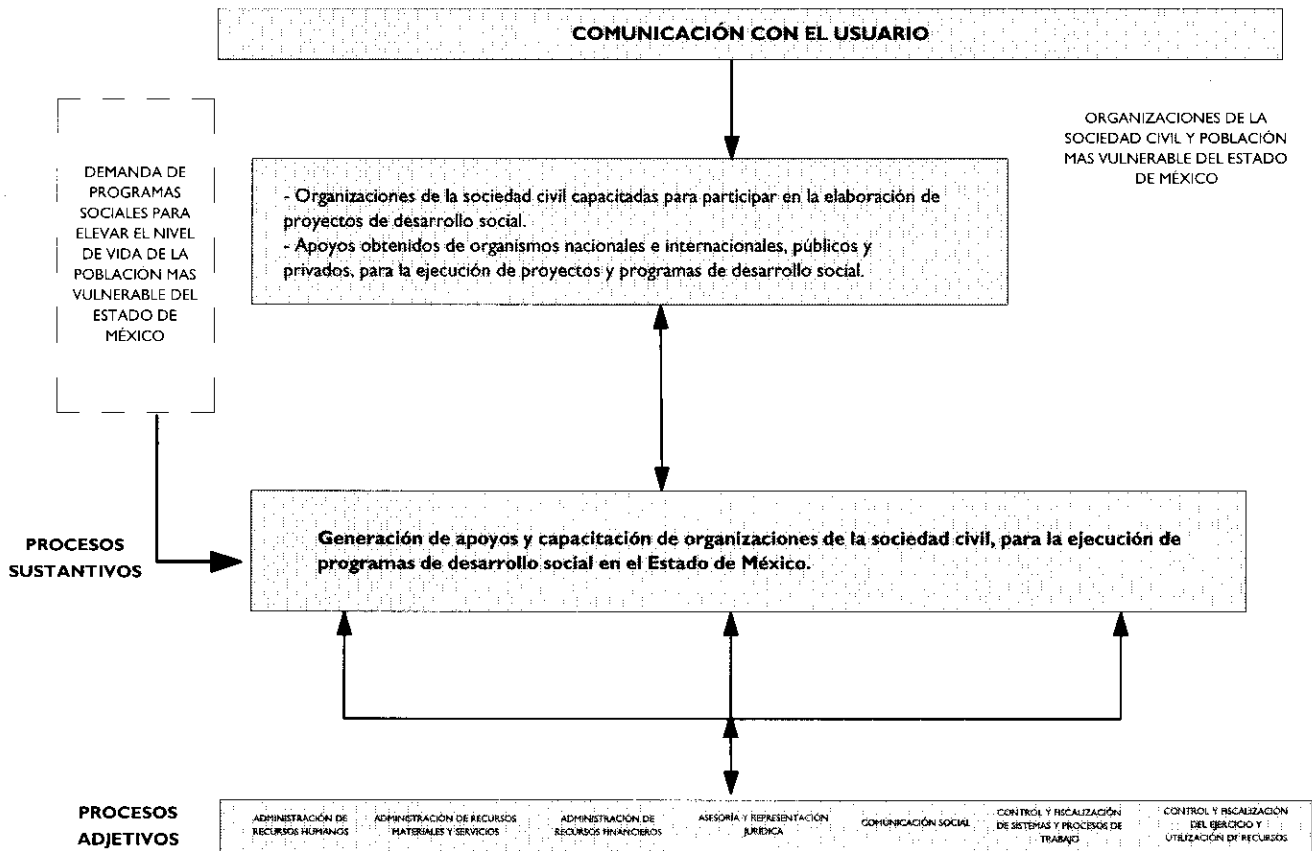 COMUNICACIÓN CON EL USUARIO
ORGANIZACIONES DE LA
SOCIEDAD CIVIL Y POBLACIÓN
MAS VULNERABLE DEL ESTADO
DE MÉXICO
DEMANDA DE
PROGRAMAS
SOCIALES PARA
ELEVAR EL NIVEL
DE VIDA DE LA
POBLACIÓN MAS
VULNERABLE DEL
ESTADO DE
MÉXICO
- Organizaciones de la sociedad civil capacitadas para participar en la elaboración de
proyectos de desarrollo social.
- Apoyos obtenidos de organismos nacionales e internacionales, públicos y
privados, para la ejecución de proyectos y programas de desarrollo social.
PROCESOS
SUSTANTIVOS
Generación de apoyos y capacitación de organizaciones de la sociedad civil, para la ejecución de
programas de desarrollo social en el Estado de México.
PROCESOS
ADJETIVOS
ADMINISTRACIÓN DE
RECURSOS HUMANOS
ADMINISTRACIÓN DE RECURSOS
MATERIALES Y SERVICIOS
ADMINISTRACIÓN DE
RECURSOS FINANCIEROS
ASESORÍA Y REPRESENTACIÓN
JURÍDICA
COMUNICACIÓN SOCIAL
CONTROL Y FISCALIZACIÓN
DE SISTEMAS Y PROCESOS DE
TRABAJO
CONTROL Y FISCALIZACIÓN
DEL EJERCICIO Y
UTILIZACIÓN DE RECURSOS